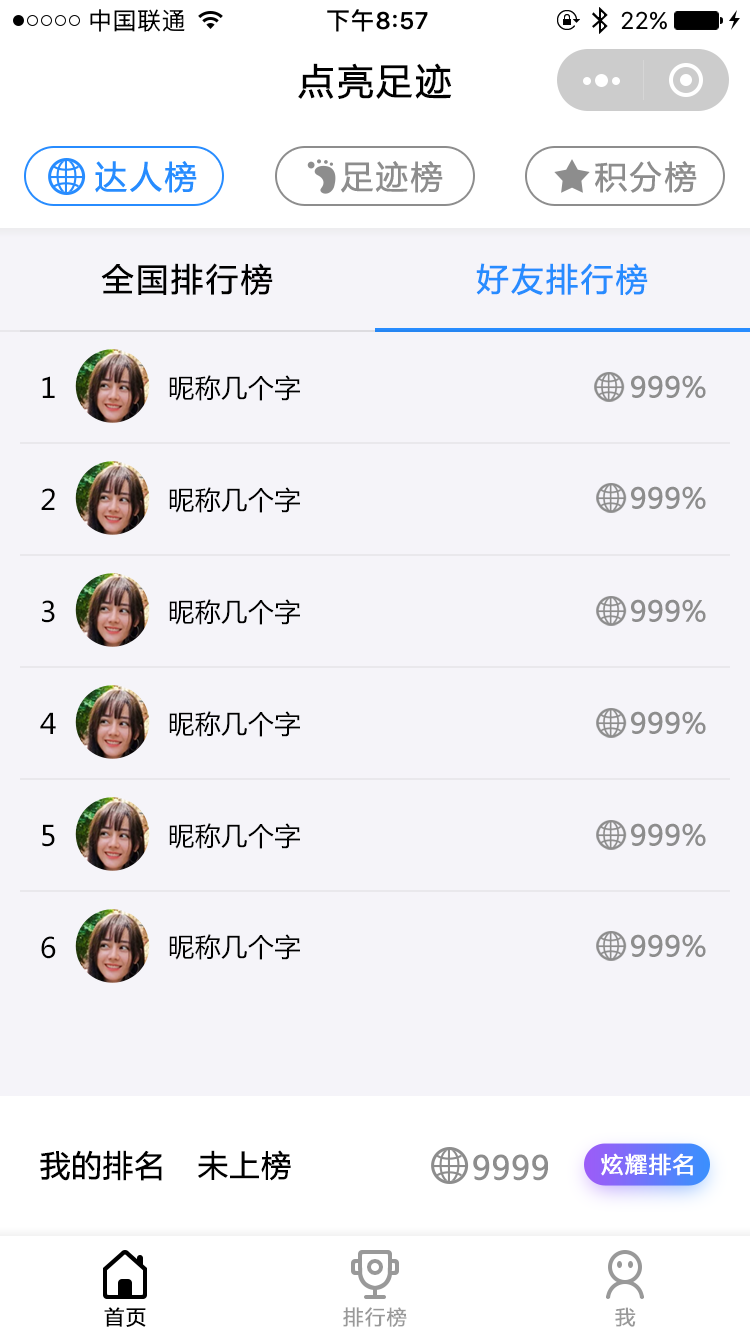 中国联通 下午8:57 22%
点亮足迹
达人榜 足迹榜 积分榜
全国排行榜 好友排行榜
1 昵称几个字 999%
2 昵称几个字 999%
3 昵称几个字 999%
4 昵称几个字 999%
5 昵称几个字 999%
6 昵称几个字 999%
我的排名 未上榜 9999 炫耀排名
首页 排行榜 我